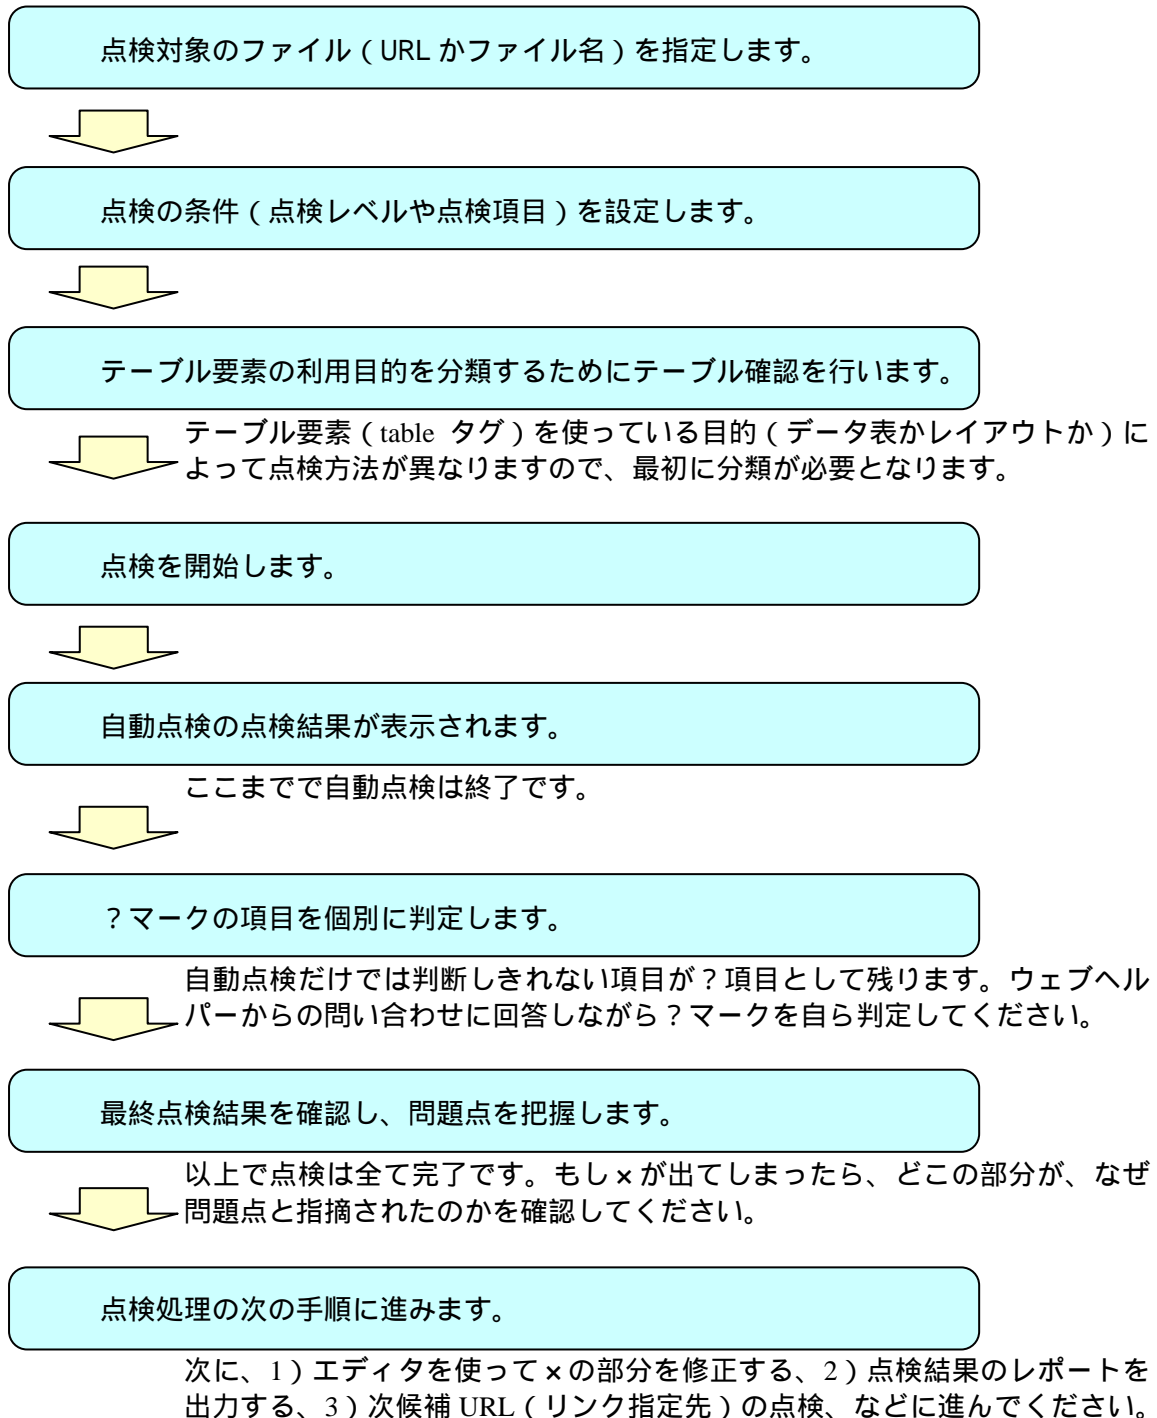 点検対象のファイル（URL かファイル名）を指定します。
点検の条件（点検レベルや点検項目）を設定します。
テーブル要素の利用目的を分類するためにテーブル確認を行います。
テーブル要素（table タグ）を使っている目的（データ表かレイアウトか）に
よって点検方法が異なりますので、最初に分類が必要となります。
点検を開始します。
自動点検の点検結果が表示されます。
ここまでで自動点検は終了です。
？マークの項目を個別に判定します。
自動点検だけでは判断しきれない項目が？項目として残ります。ウェブヘル
パーからの問い合わせに回答しながら？マークを自ら判定してください。
最終点検結果を確認し、問題点を把握します。
以上で点検は全て完了です。もし×が出てしまったら、どこの部分が、なぜ
問題点と指摘されたのかを確認してください。
点検処理の次の手順に進みます。
次に、1）エディタを使って×の部分を修正する、2）点検結果のレポートを
出力する、3）次候補 URL（リンク指定先）の点検、などに進んでください。